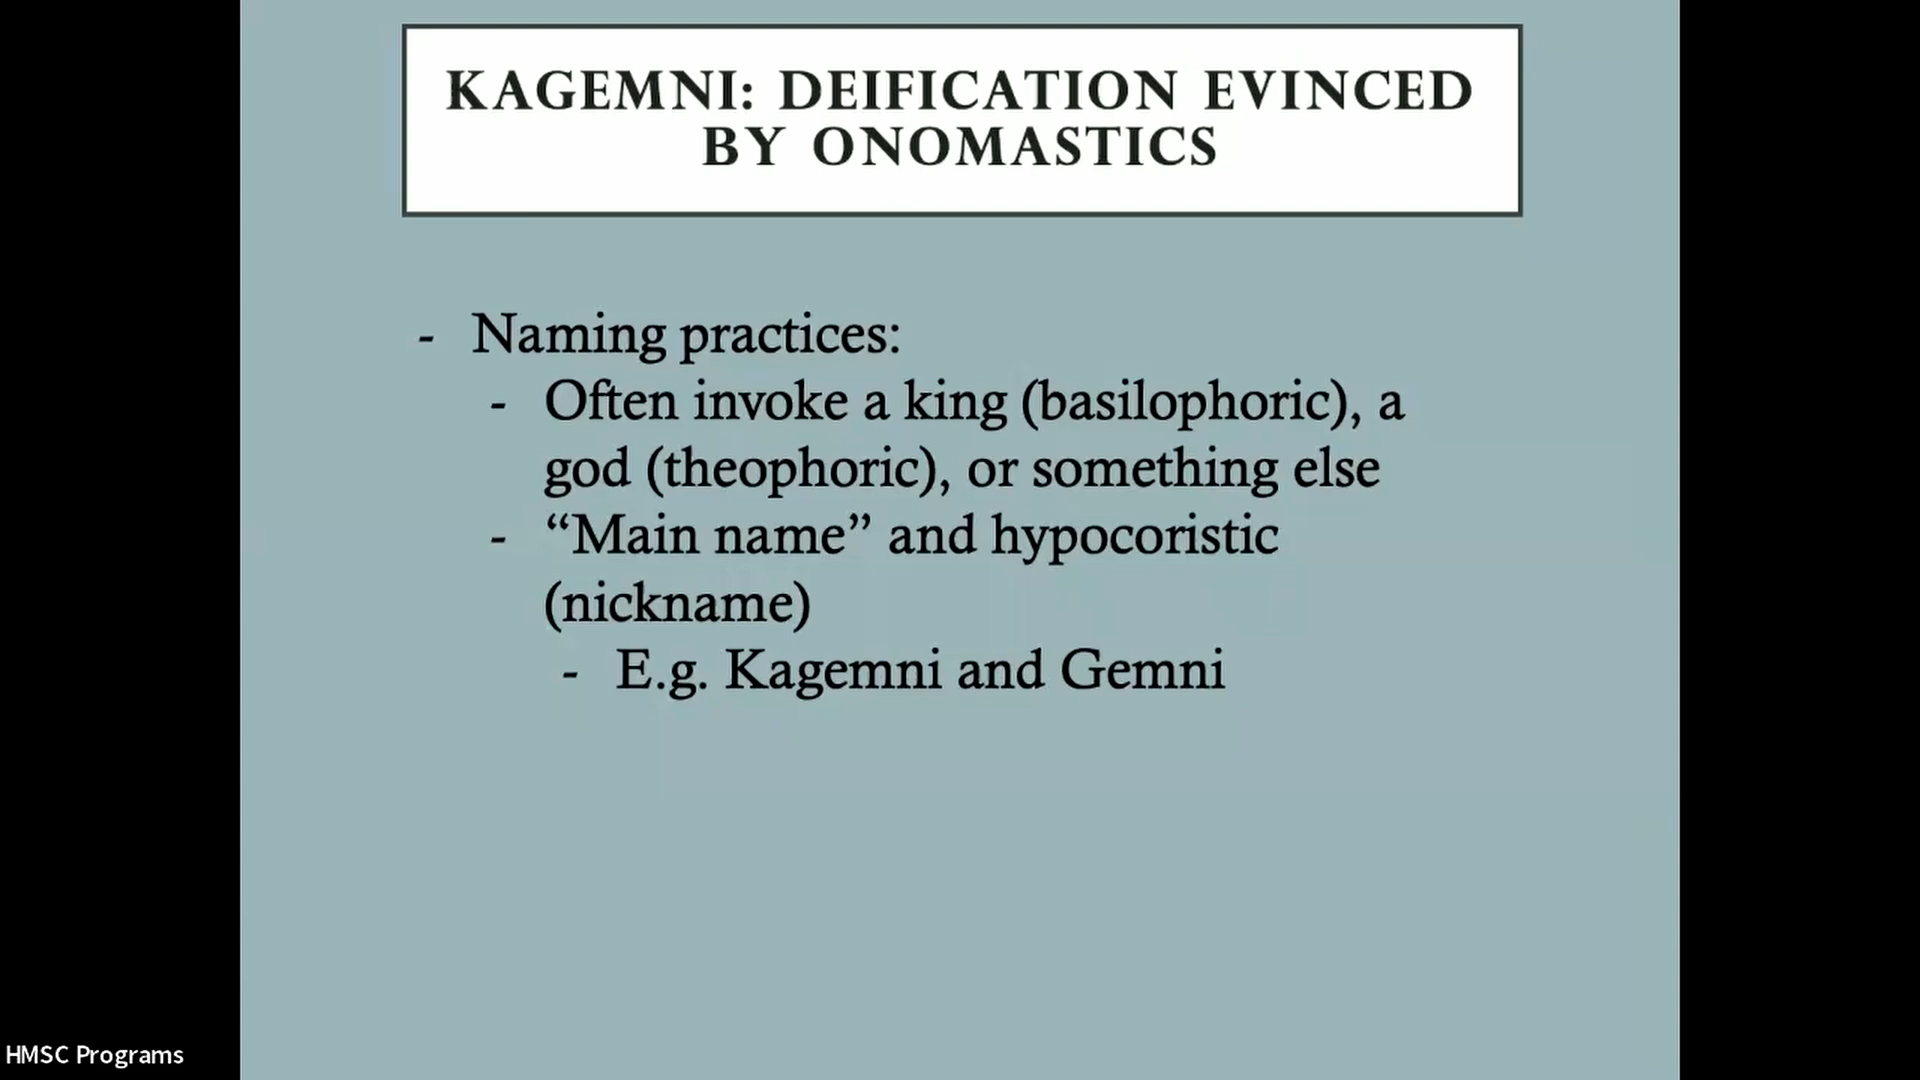 KAGEMNI: DEIFICATION EVINCED
BY ONOMASTICS
- Naming practices:
- Often invoke a king (basilophoric), a
god (theophoric), or something else
- “Main name” and hypocoristic
(nickname)
- E.g. Kagemni and Gemni
HMSC Programs